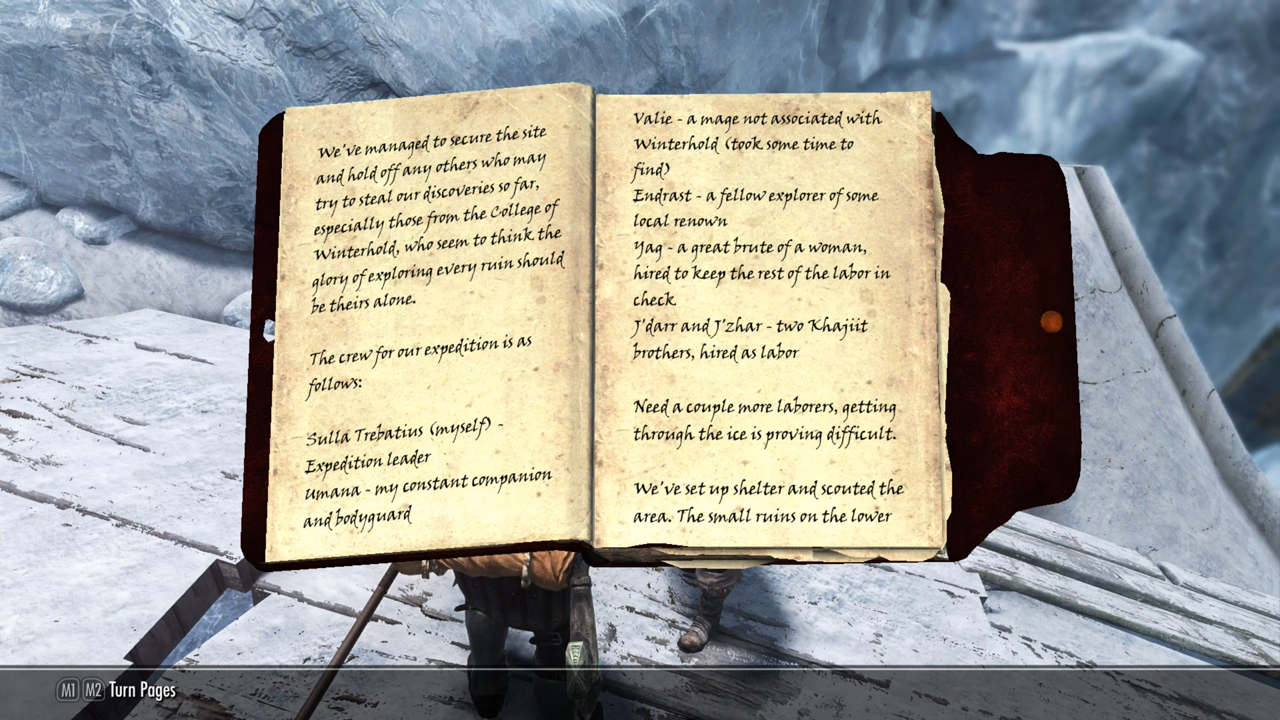 We've managed to secure the site
and hold off any others who may
try to steal our discoveries so far,
especially those from the College of
Winterhold, who seem to think the
glory of exploring every ruin should
be theirs alone.
The crew for our expedition is as
follows:
Sulla Trebatius (myself) -
Expedition leader
Umana - my constant companion
and bodyguard
Valie - a mage not associated with
Winterhold (took some time to
find)
Endrast - a fellow explorer of some
local renown
Yag - a great brute of a woman,
hired to keep the rest of the labor in
check.
J'darr and J'zhar - two Khajiit
brothers, hired as labor
Need a couple more laborers, getting
through the ice is proving difficult.
We've set up shelter and scouted the
area. The small ruins on the lower
M1 M2 Turn Pages